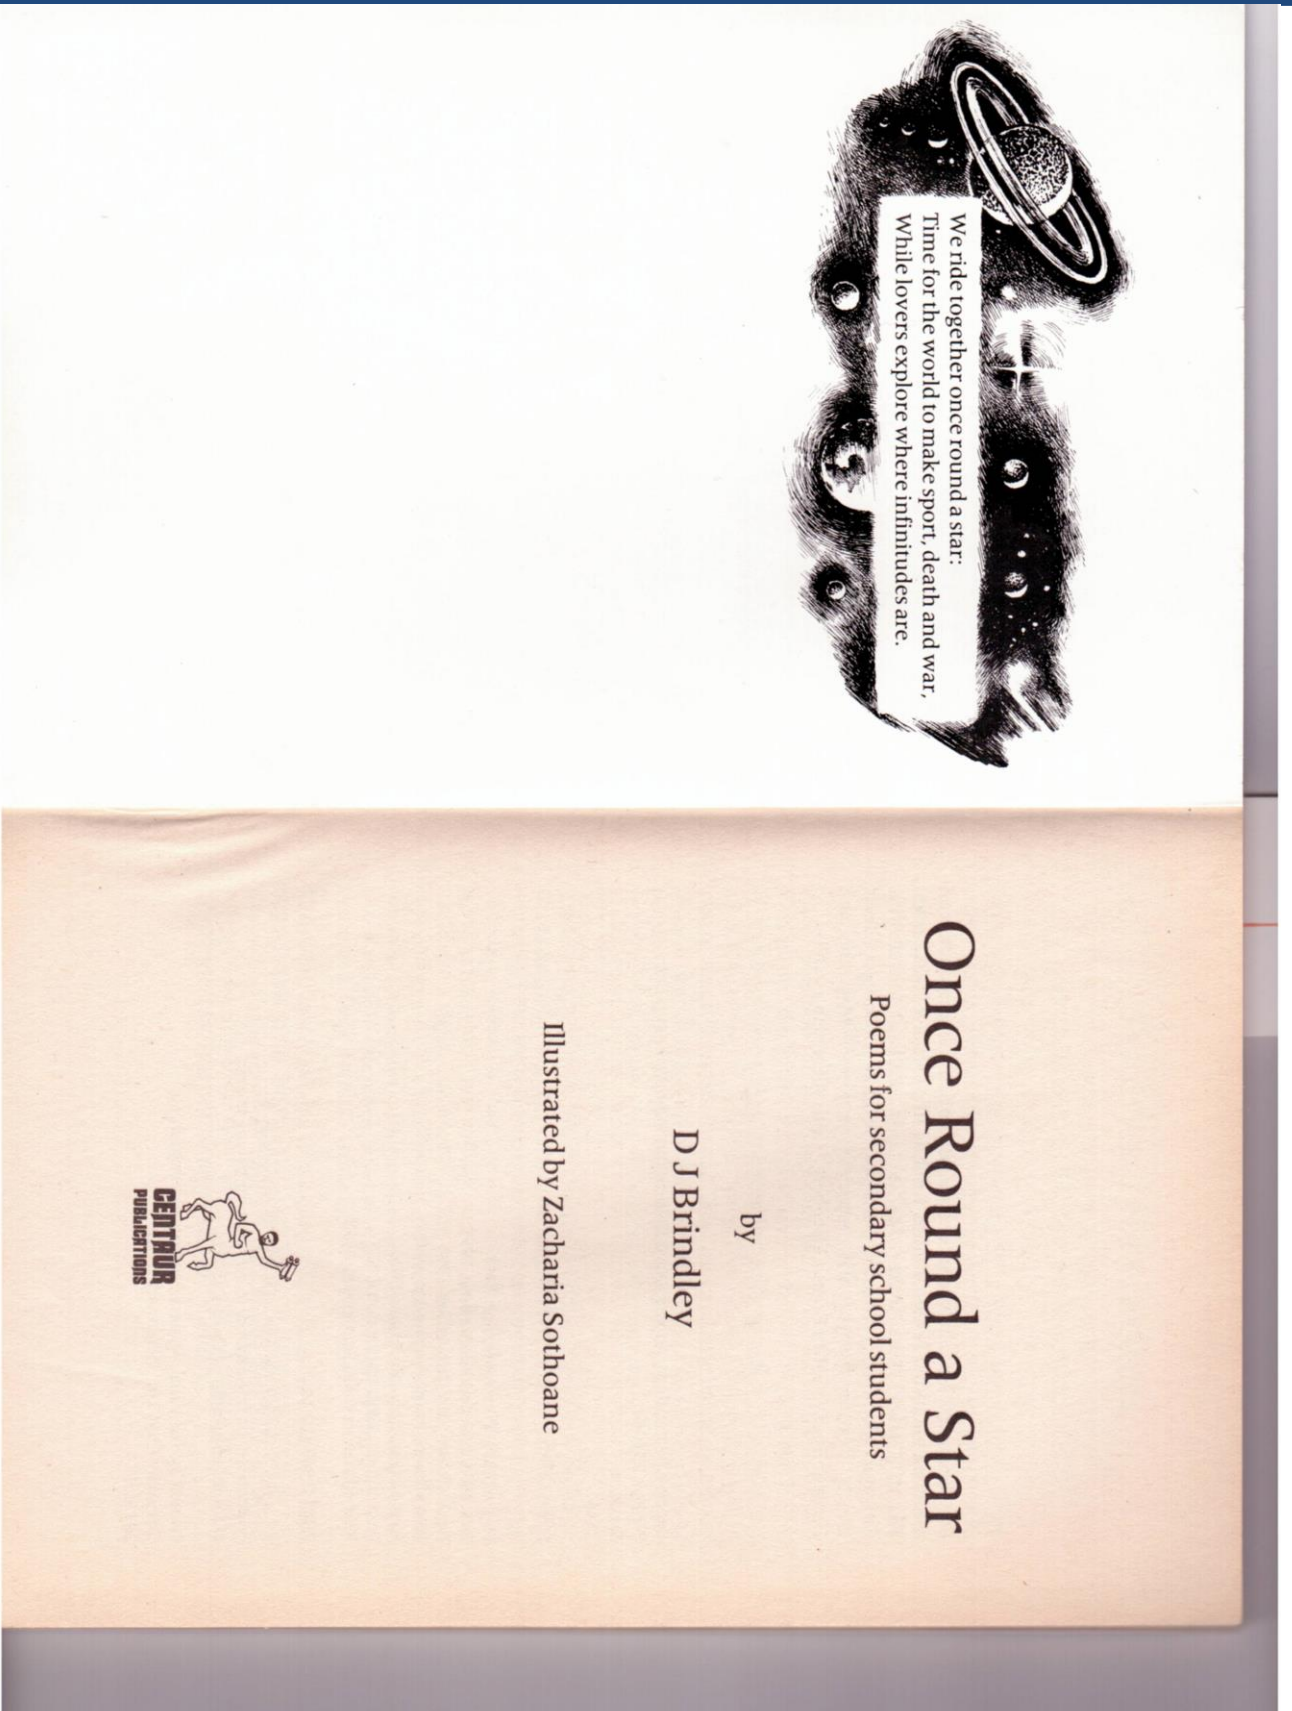 We ride together once round a star:
Time for the world to make sport, death and war,
While lovers explore where infinitudes are.
Once Round a Star
Poems for secondary school students
by
D J Brindley
Illustrated by Zacharia Sothoane
CENTAUR
PUBLICATIONS